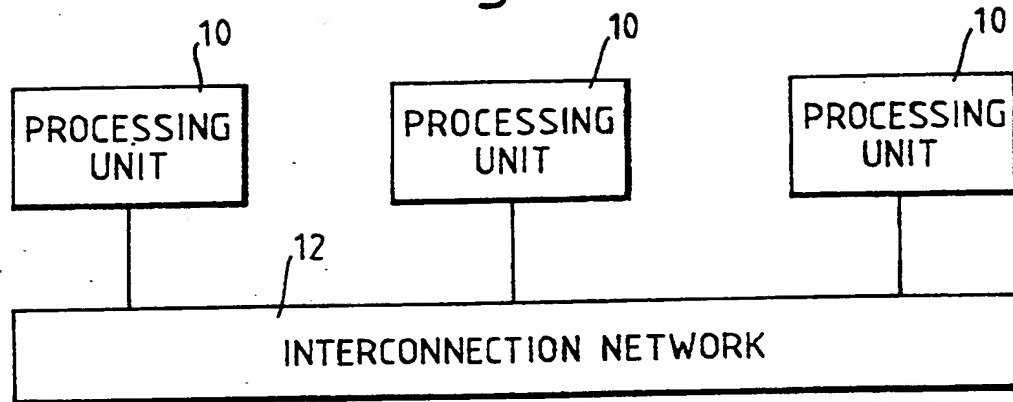 10
10
10
PROCESSING
UNIT
PROCESSING
UNIT
PROCESSING
UNIT
12
INTERCONNECTION NETWORK